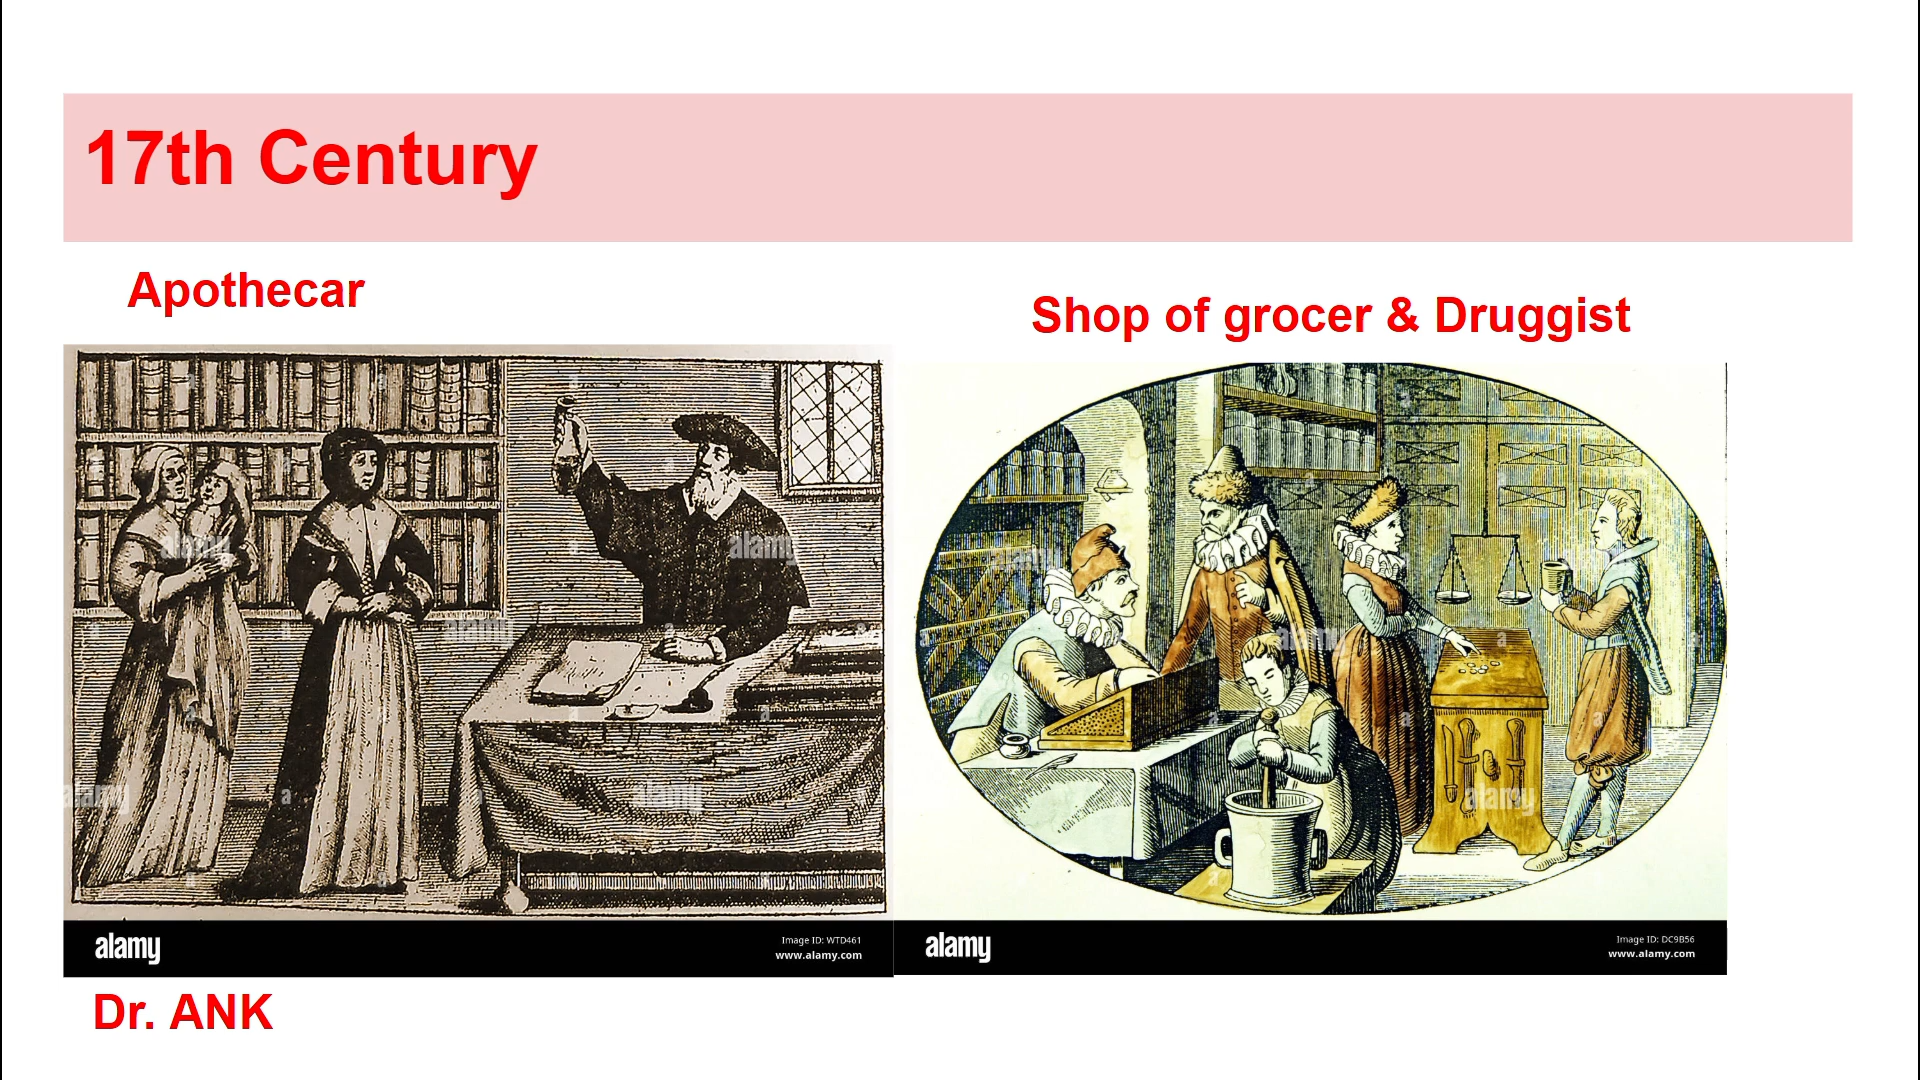 17th Century
Apothecar
Shop of grocer & Druggist
alamy
Image ID: WTD461
www.alamy.com
alamy
Image ID: DC9B56
www.alamy.com
Dr. ANK